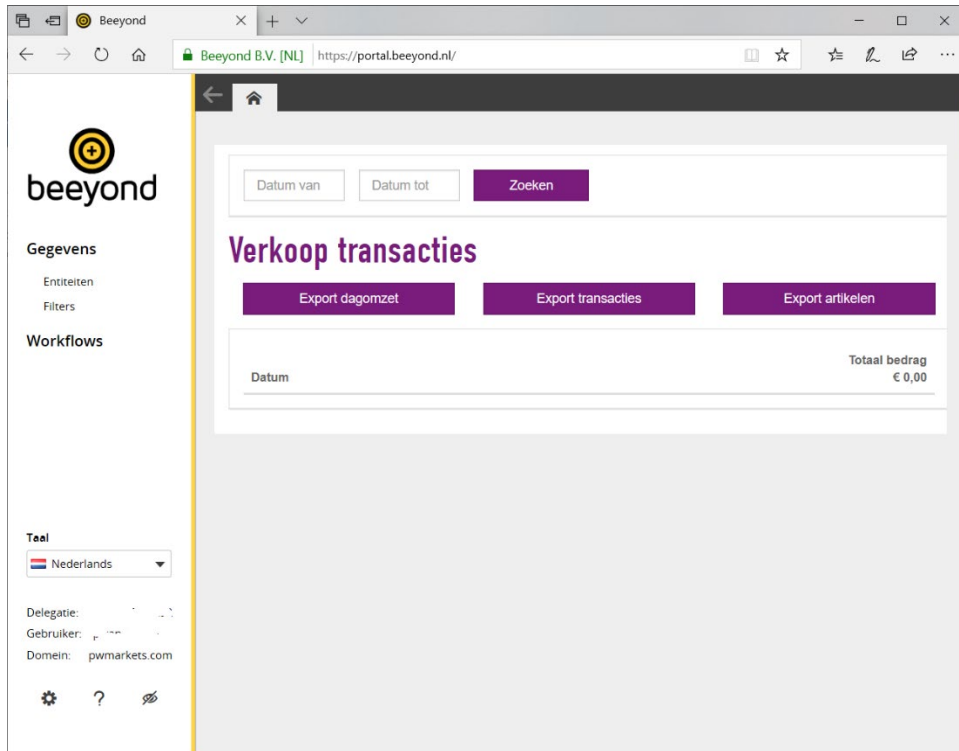 Beeyond
Beeyond B.V. [NL] https://portal.beeyond.nl/
beeyond
Gegevens
Entiteiten
Filters
Workflows
Taal
Nederlands
Delegatie:
Gebruiker:
Domein: pwmarkets.com
?
Datum van Datum tot Zoeken
Verkoop transacties
Export dagomzet Export transacties Export artikelen
Totaal bedrag
Datum € 0,00